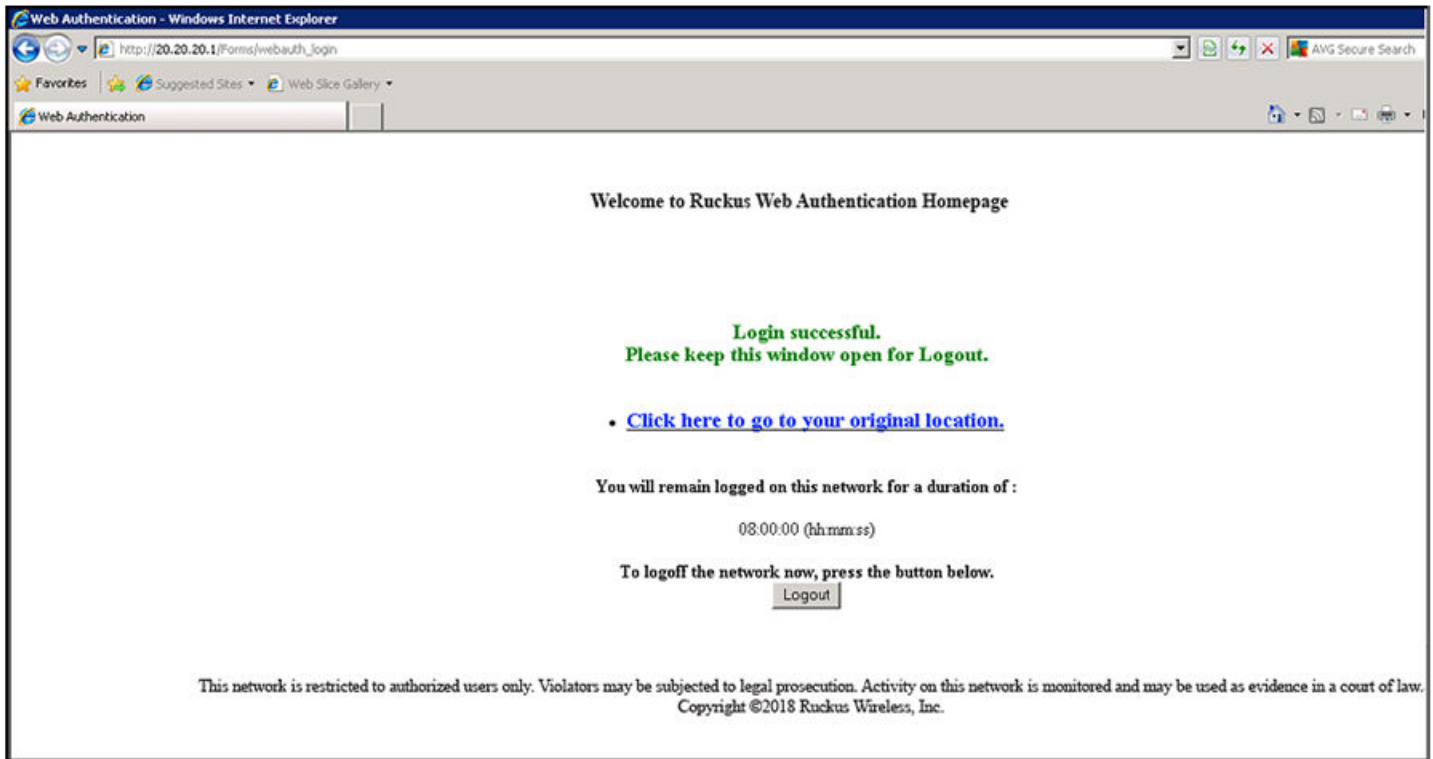 Web Authentication - Windows Internet Explorer
http://20.20.20.1/Forms/webauth_login
AVG Secure Search
Favorites Suggested Sites Web Slice Gallery
Web Authentication
Welcome to Ruckus Web Authentication Homepage
Login successful.
Please keep this window open for Logout.
• Click here to go to your original location.
You will remain logged on this network for a duration of :
08:00:00 (hh:mm:ss)
To logoff the network now, press the button below.
Logout
This network is restricted to authorized users only. Violators may be subjected to legal prosecution. Activity on this network is monitored and may be used as evidence in a court of law.
Copyright ©2018 Ruckus Wireless, Inc.